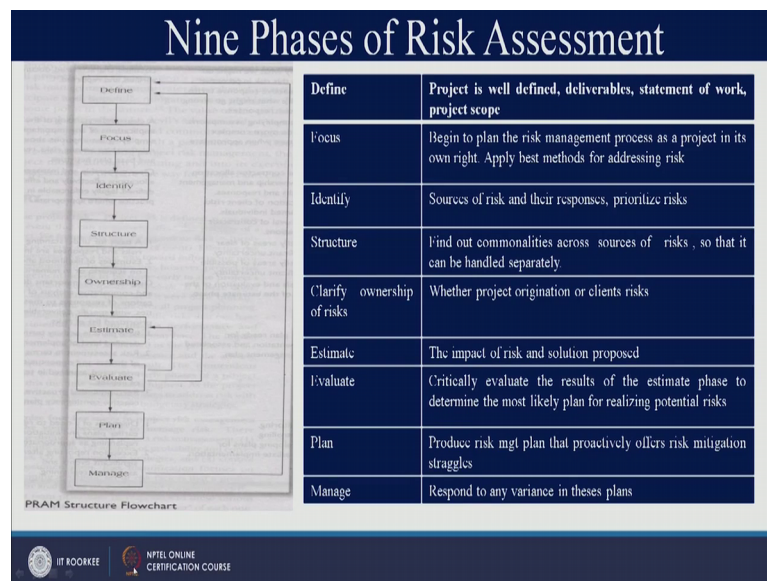 Nine Phases of Risk Assessment
Define
Focus
Identify
Structure
Ownership
Estimate
Evaluate
Plan
Manage
PRAM Structure Flowchart
Define
Project is well defined, deliverables, statement of work,
project scope
Focus
Begin to plan the risk management process as a project in its
own right. Apply best methods for addressing risk
Identify
Sources of risk and their responses, prioritize risks
Structure
Find out commonalities across sources of risks , so that it
can be handled separately.
Clarify ownership
of risks
Whether project origination or clients risks
Estimate
The impact of risk and solution proposed
Evaluate
Critically evaluate the results of the estimate phase to
determine the most likely plan for realizing potential risks
Plan
Produce risk mgt plan that proactively offers risk mitigation
straggles
Manage
Respond to any variance in theses plans
IIT ROORKEE
NPTEL ONLINE
CERTIFICATION COURSE